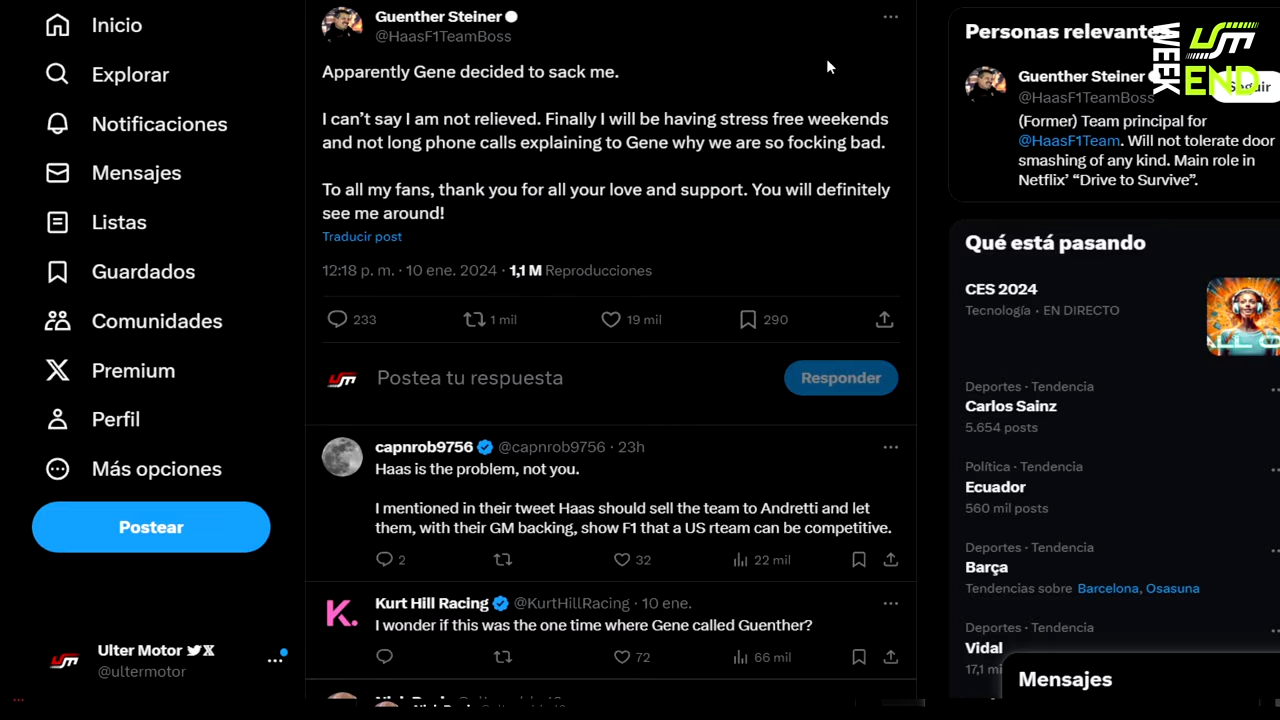 Inicio
Explorar
Notificaciones
Mensajes
Listas
Guardados
Comunidades
Premium
Perfil
Más opciones
Postear
Ulter Motor
@ultermotor
Guenther Steiner
@HaasF1TeamBoss
Apparently Gene decided to sack me.
I can’t say I am not relieved. Finally I will be having stress free weekends
and not long phone calls explaining to Gene why we are so focking bad.
To all my fans, thank you for all your love and support. You will definitely
see me around!
Traducir post
12:18 p. m. · 10 ene. 2024 · 1,1 M Reproducciones
233 1 mil 19 mil 290
Postea tu respuesta
Responder
capnrob9756 @capnrob9756 · 23h
Haas is the problem, not you.
I mentioned in their tweet Haas should sell the team to Andretti and let
them, with their GM backing, show F1 that a US rteam can be competitive.
2 32 22 mil
Kurt Hill Racing @KurtHillRacing · 10 ene.
I wonder if this was the one time where Gene called Guenther?
72 66 mil
Personas relevantes
WEEK
END
Guenther Steiner
@HaasF1TeamBoss
Seguir
(Former) Team principal for
@HaasF1Team. Will not tolerate door
smashing of any kind. Main role in
Netflix’ “Drive to Survive”.
Qué está pasando
CES 2024
Tecnología · EN DIRECTO
Deportes · Tendencia
Carlos Sainz
5.654 posts
Política · Tendencia
Ecuador
560 mil posts
Deportes · Tendencia
Barça
Tendencias sobre Barcelona, Osasuna
Deportes · Tendencia
Vidal
17,1 mi
Mensajes